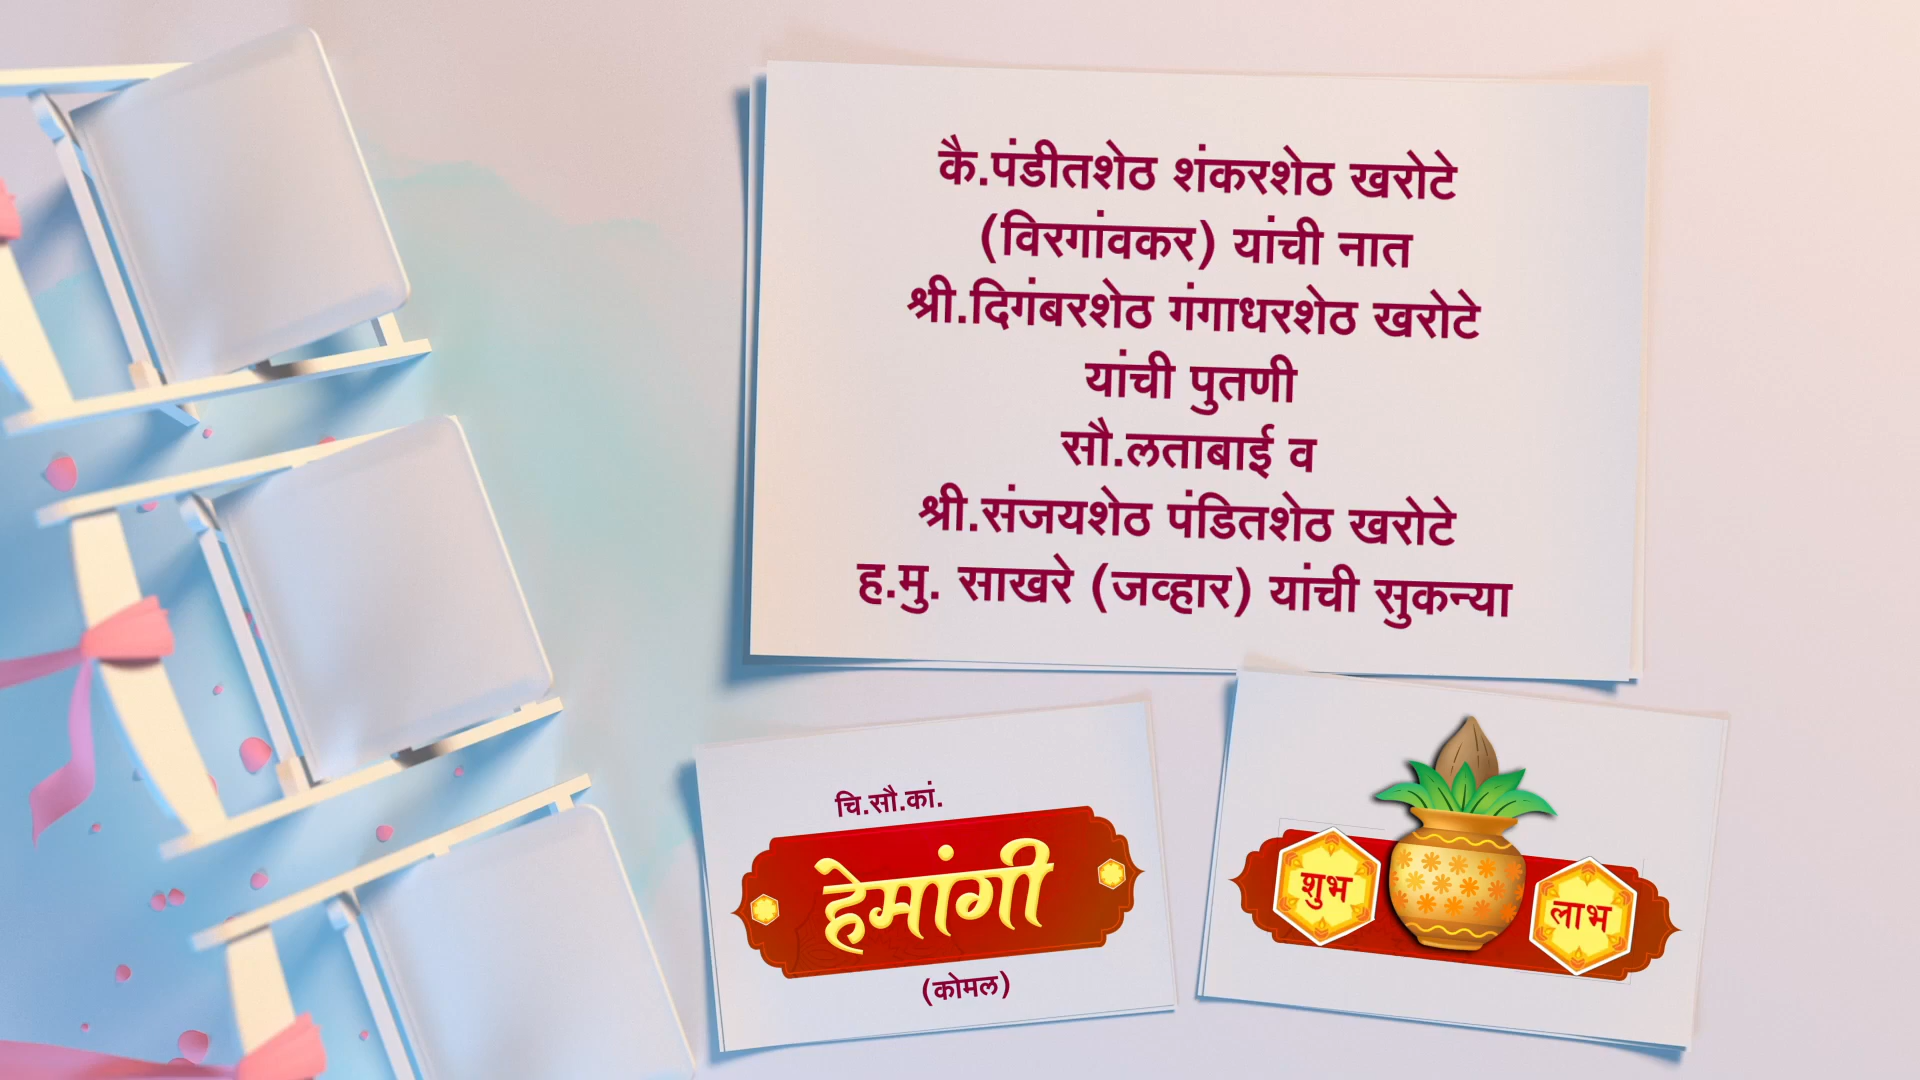 कै.पंडीतशेठ शंकरशेठ खरोटे
(विरगांवकर) यांची नात
श्री.दिगंबरशेठ गंगाधरशेठ खरोटे
यांची पुतणी
सौ.लताबाई व
श्री.संजयशेठ पंडितशेठ खरोटे
ह.मु. साखरे (जव्हार) यांची सुकन्या
चि.सौ.कां.
हेमांगी
(कोमल)
शुभ
लाभ